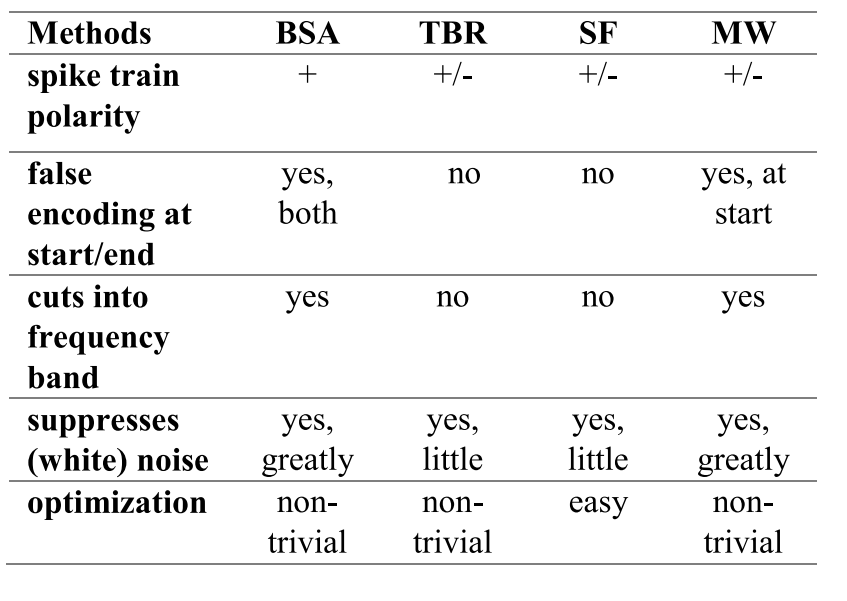 Methods BSA TBR SF MW
spike train + +/- +/- +/-
polarity
false yes, no no yes, at
encoding at both start
start/end
cuts into yes no no yes
frequency
band
suppresses yes, yes, yes, yes,
(white) noise greatly little little greatly
optimization non- non- easy non-
trivial trivial trivial